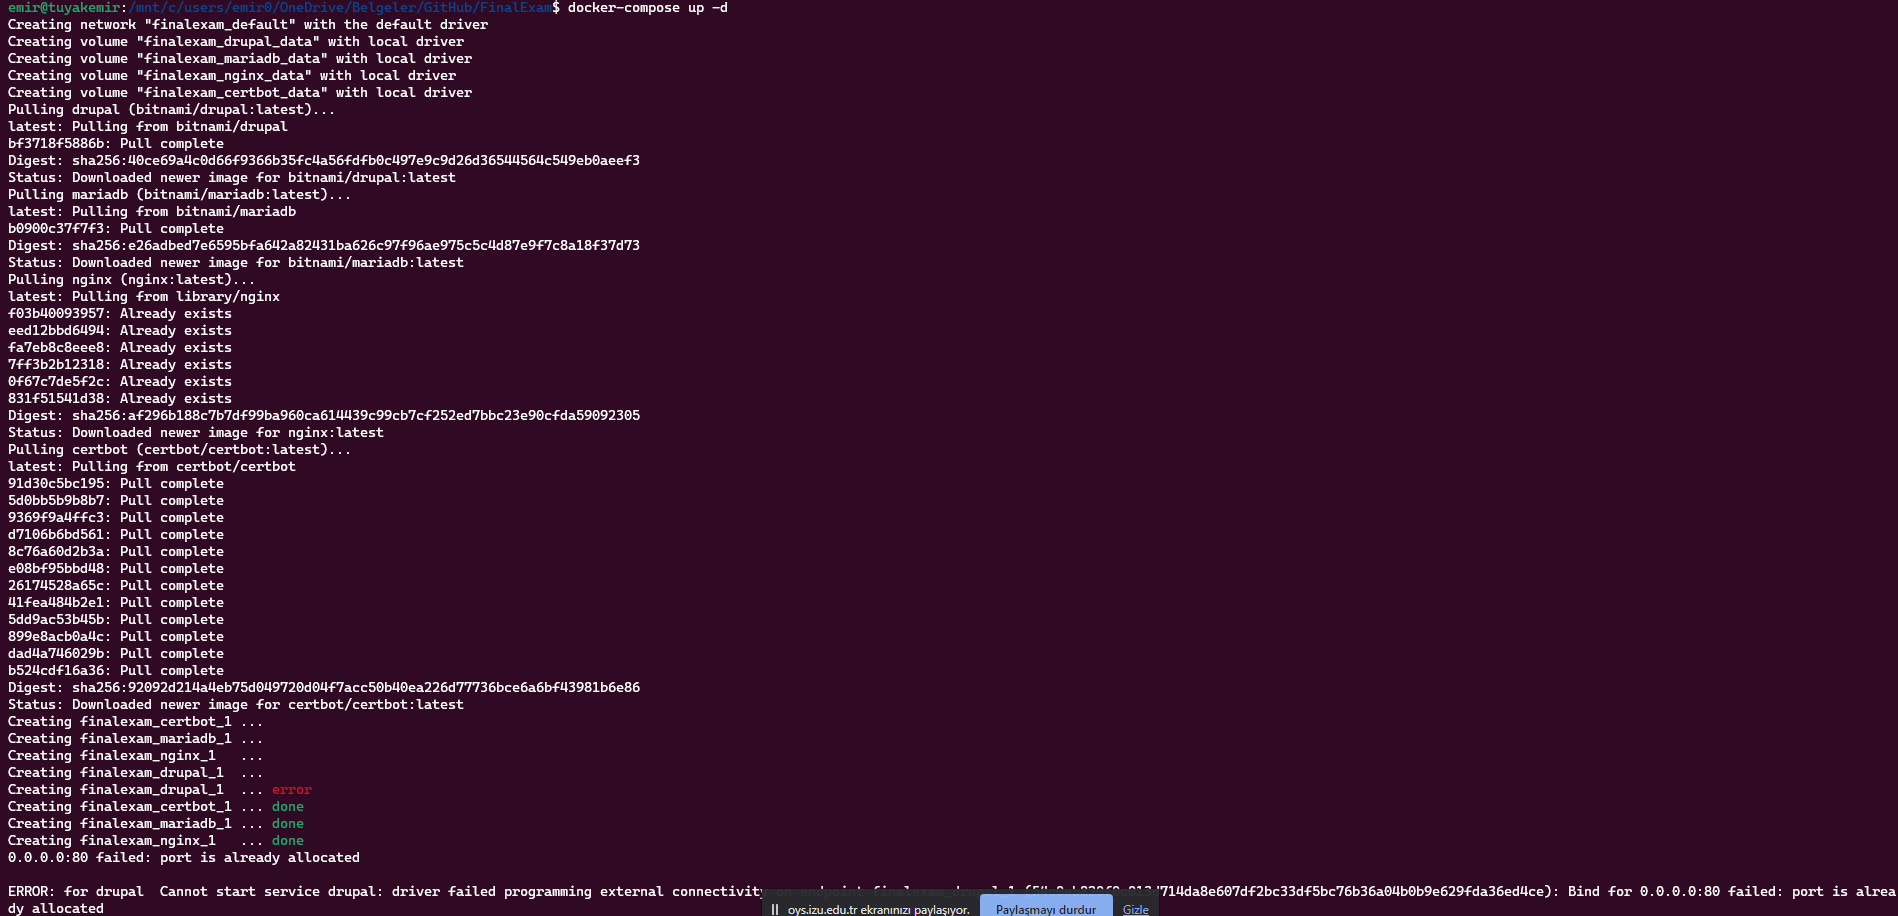 emir@tuyakemir:/mnt/c/users/emir0/OneDrive/Belgeler/GitHub/FinalExam$ docker-compose up -d
Creating network "finalexam_default" with the default driver
Creating volume "finalexam_drupal_data" with local driver
Creating volume "finalexam_mariadb_data" with local driver
Creating volume "finalexam_nginx_data" with local driver
Creating volume "finalexam_certbot_data" with local driver
Pulling drupal (bitnami/drupal:latest)...
latest: Pulling from bitnami/drupal
bf3718f5886b: Pull complete
Digest: sha256:40ce69a4c0d66f9366b35fc4a56fdfb0c497e9c9d26d36544564c549eb0aeef3
Status: Downloaded newer image for bitnami/drupal:latest
Pulling mariadb (bitnami/mariadb:latest)...
latest: Pulling from bitnami/mariadb
b0900c37f7f3: Pull complete
Digest: sha256:e26adbed7e6595bfa642a82431ba626c97f96ae975c5c4d87e9f7c8a18f37d73
Status: Downloaded newer image for bitnami/mariadb:latest
Pulling nginx (nginx:latest)...
latest: Pulling from library/nginx
f03b40093957: Already exists
eed12bbd6494: Already exists
fa7eb8c8eee8: Already exists
7ff3b2b12318: Already exists
0f67c7de5f2c: Already exists
831f51541d38: Already exists
Digest: sha256:af296b188c7b7df99ba960ca614439c99cb7cf252ed7bbc23e90cfda59092305
Status: Downloaded newer image for nginx:latest
Pulling certbot (certbot/certbot:latest)...
latest: Pulling from certbot/certbot
91d30c5bc195: Pull complete
5d0bb5b9b8b7: Pull complete
9369f9a4ffc3: Pull complete
d7106b6bd561: Pull complete
8c76a60d2b3a: Pull complete
e08bf95bbd48: Pull complete
26174528a65c: Pull complete
41fea484b2e1: Pull complete
5dd9ac53b45b: Pull complete
899e8acb0a4c: Pull complete
dad4a746029b: Pull complete
b524cdf16a36: Pull complete
Digest: sha256:92092d214a4eb75d049720d04f7acc50b40ea226d77736bce6a6bf43981b6e86
Status: Downloaded newer image for certbot/certbot:latest
Creating finalexam_certbot_1 ...
Creating finalexam_mariadb_1 ...
Creating finalexam_nginx_1   ...
Creating finalexam_drupal_1  ...
Creating finalexam_drupal_1  ... error
Creating finalexam_certbot_1 ... done
Creating finalexam_mariadb_1 ... done
Creating finalexam_nginx_1   ... done
0.0.0.0:80 failed: port is already allocated
ERROR: for drupal  Cannot start service drupal: driver failed programming external connectivity on endpoint finalexam_drupal_1 Bind for 0.0.0.0:80 failed: port is alrea
dy allocated
oys.izu.edu.tr ekranınızı paylaşıyor. Paylaşmayı durdur Gizle